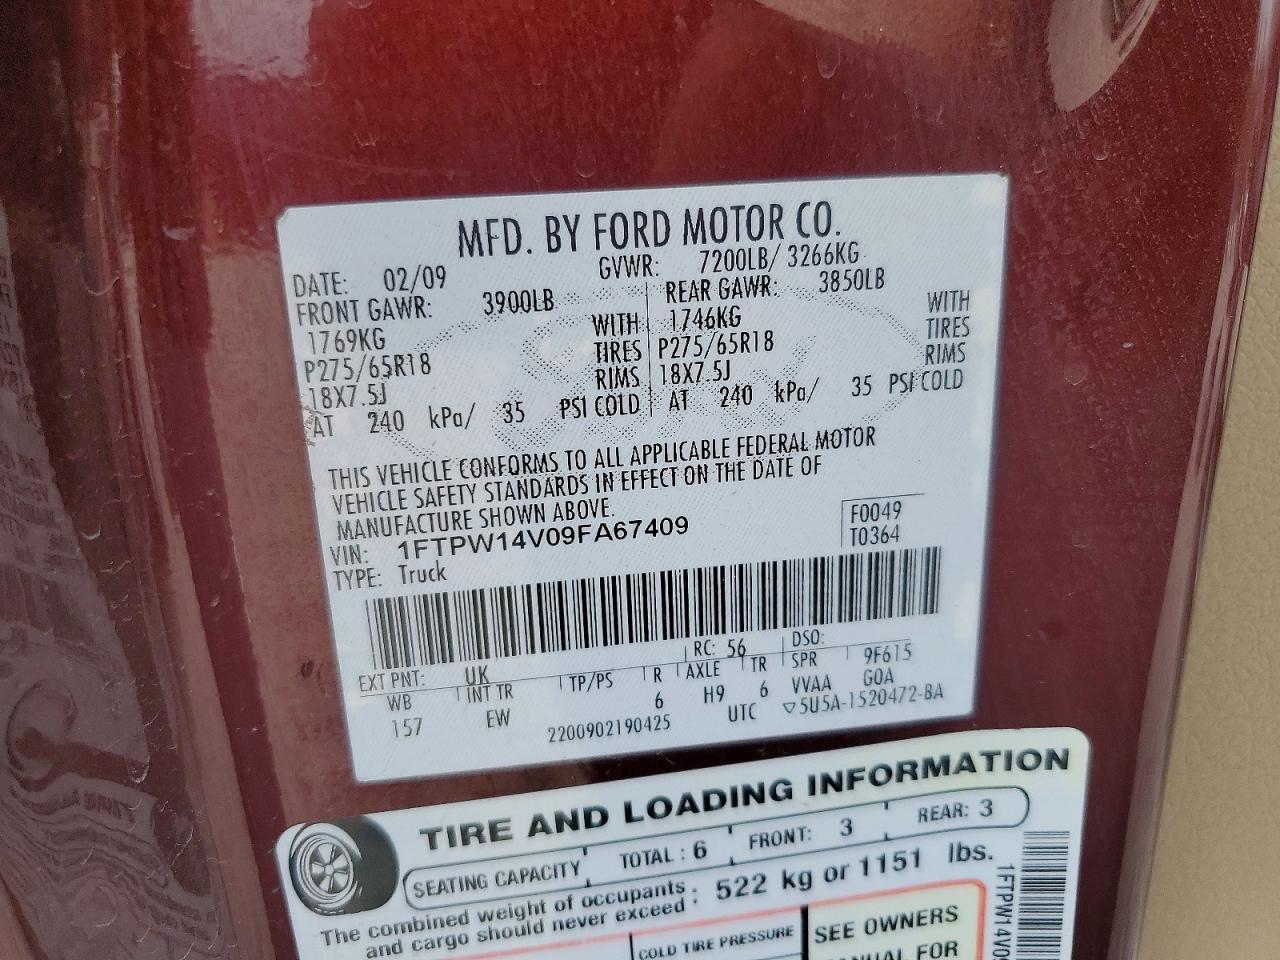 MFD. BY FORD MOTOR CO.
DATE: 02/09 GVWR: 7200LB/ 3266KG
FRONT GAWR: 3900LB REAR GAWR: 3850LB
1769KG WITH 1746KG WITH
P275/65R18 TIRES P275/65R18 TIRES
18X7.5J RIMS 18X7.5J RIMS
AT 240 kPa/ 35 PSI COLD AT 240 kPa/ 35 PSI COLD
THIS VEHICLE CONFORMS TO ALL APPLICABLE FEDERAL MOTOR
VEHICLE SAFETY STANDARDS IN EFFECT ON THE DATE OF
MANUFACTURE SHOWN ABOVE.
VIN: 1FTPW14V09FA67409 F0049
TYPE: Truck T0364
EXT PNT: UK RC: 56 DSO:
WB INT TR TP/PS R AXLE TR SPR 9F615
157 EW 6 H9 6 VVAA GOA
2200902190425 UTC ▽5U5A-1520472-BA
TIRE AND LOADING INFORMATION
SEATING CAPACITY TOTAL : 6 FRONT: 3 REAR: 3
The combined weight of occupants : 522 kg or 1151 lbs.
and cargo should never exceed :
COLD TIRE PRESSURE SEE OWNERS
FOR
1FTPW14V0